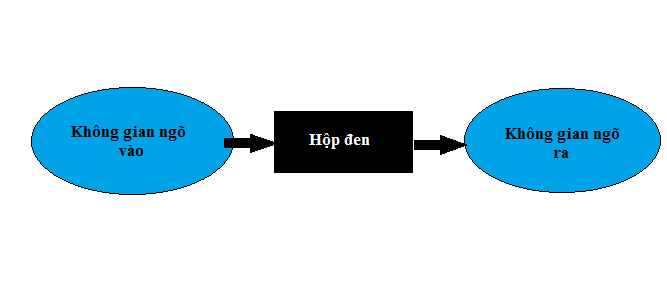 Không gian ngõ
vào
Hộp đen
Không gian ngõ
ra